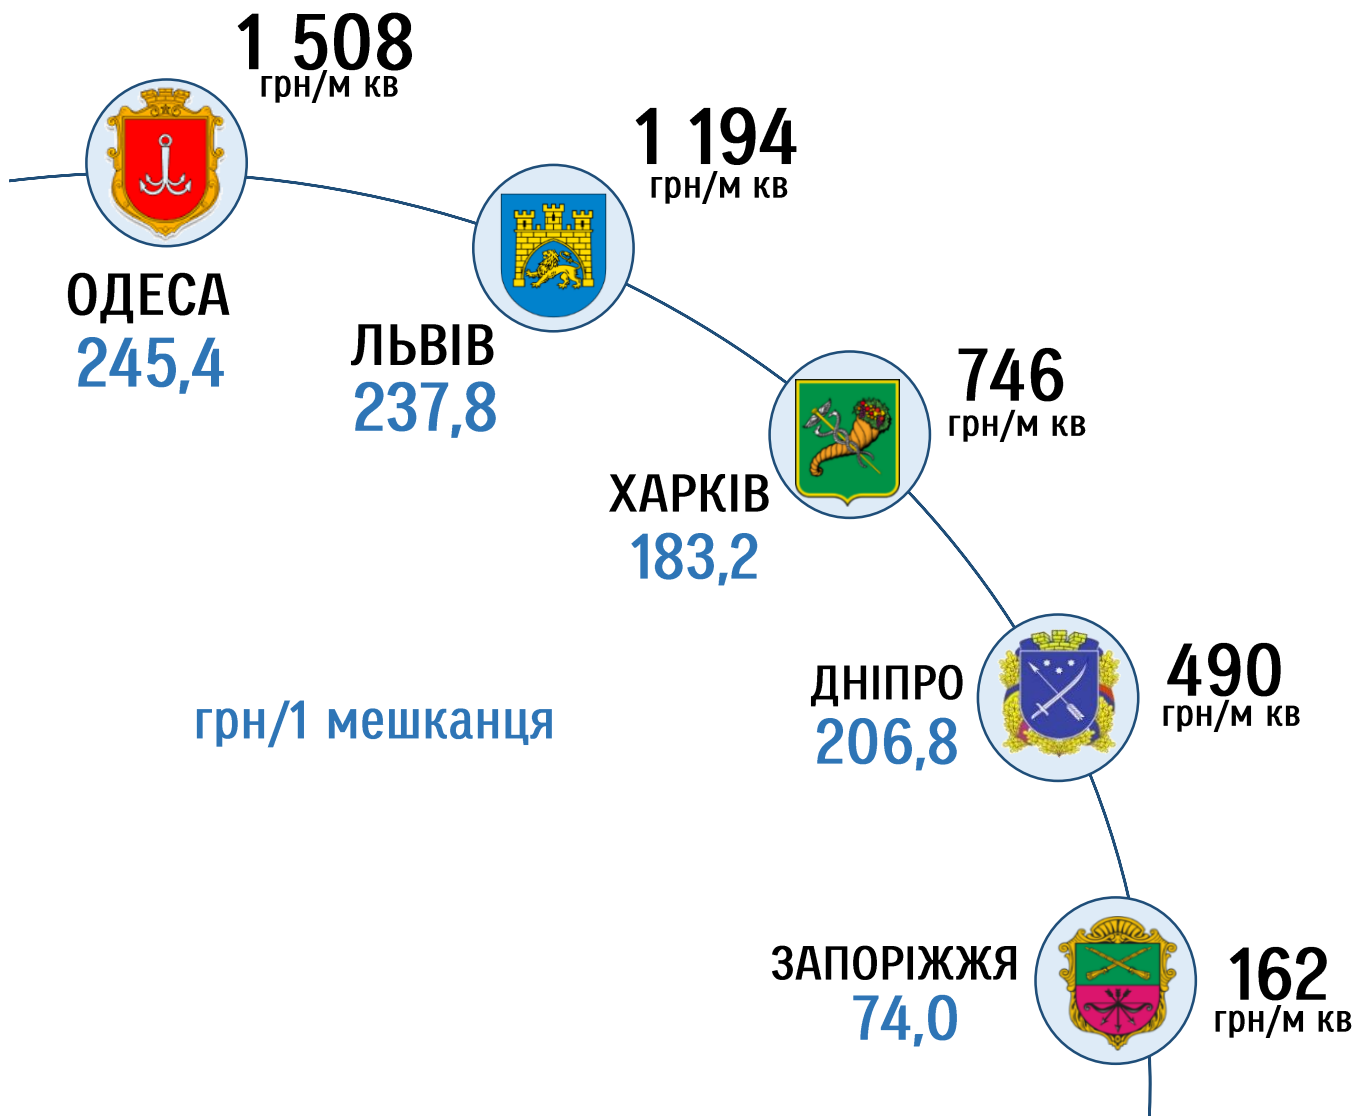 1 508
грн/м кв
ОДЕСА
245,4
1 194
грн/м кв
ЛЬВІВ
237,8
746
грн/м кв
ХАРКІВ
183,2
490
грн/м кв
ДНІПРО
206,8
грн/1 мешканця
162
грн/м кв
ЗАПОРІЖЖЯ
74,0